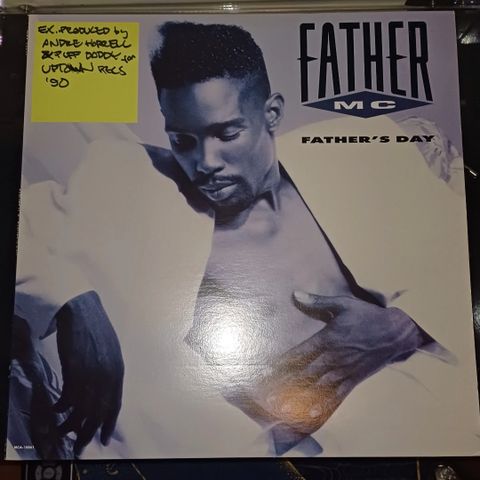 EX. PRODUCED by
ANDRE HARRELL
& PUFF DADDY for
UPTOWN RECS
'90
FATHER
MC
FATHER'S DAY